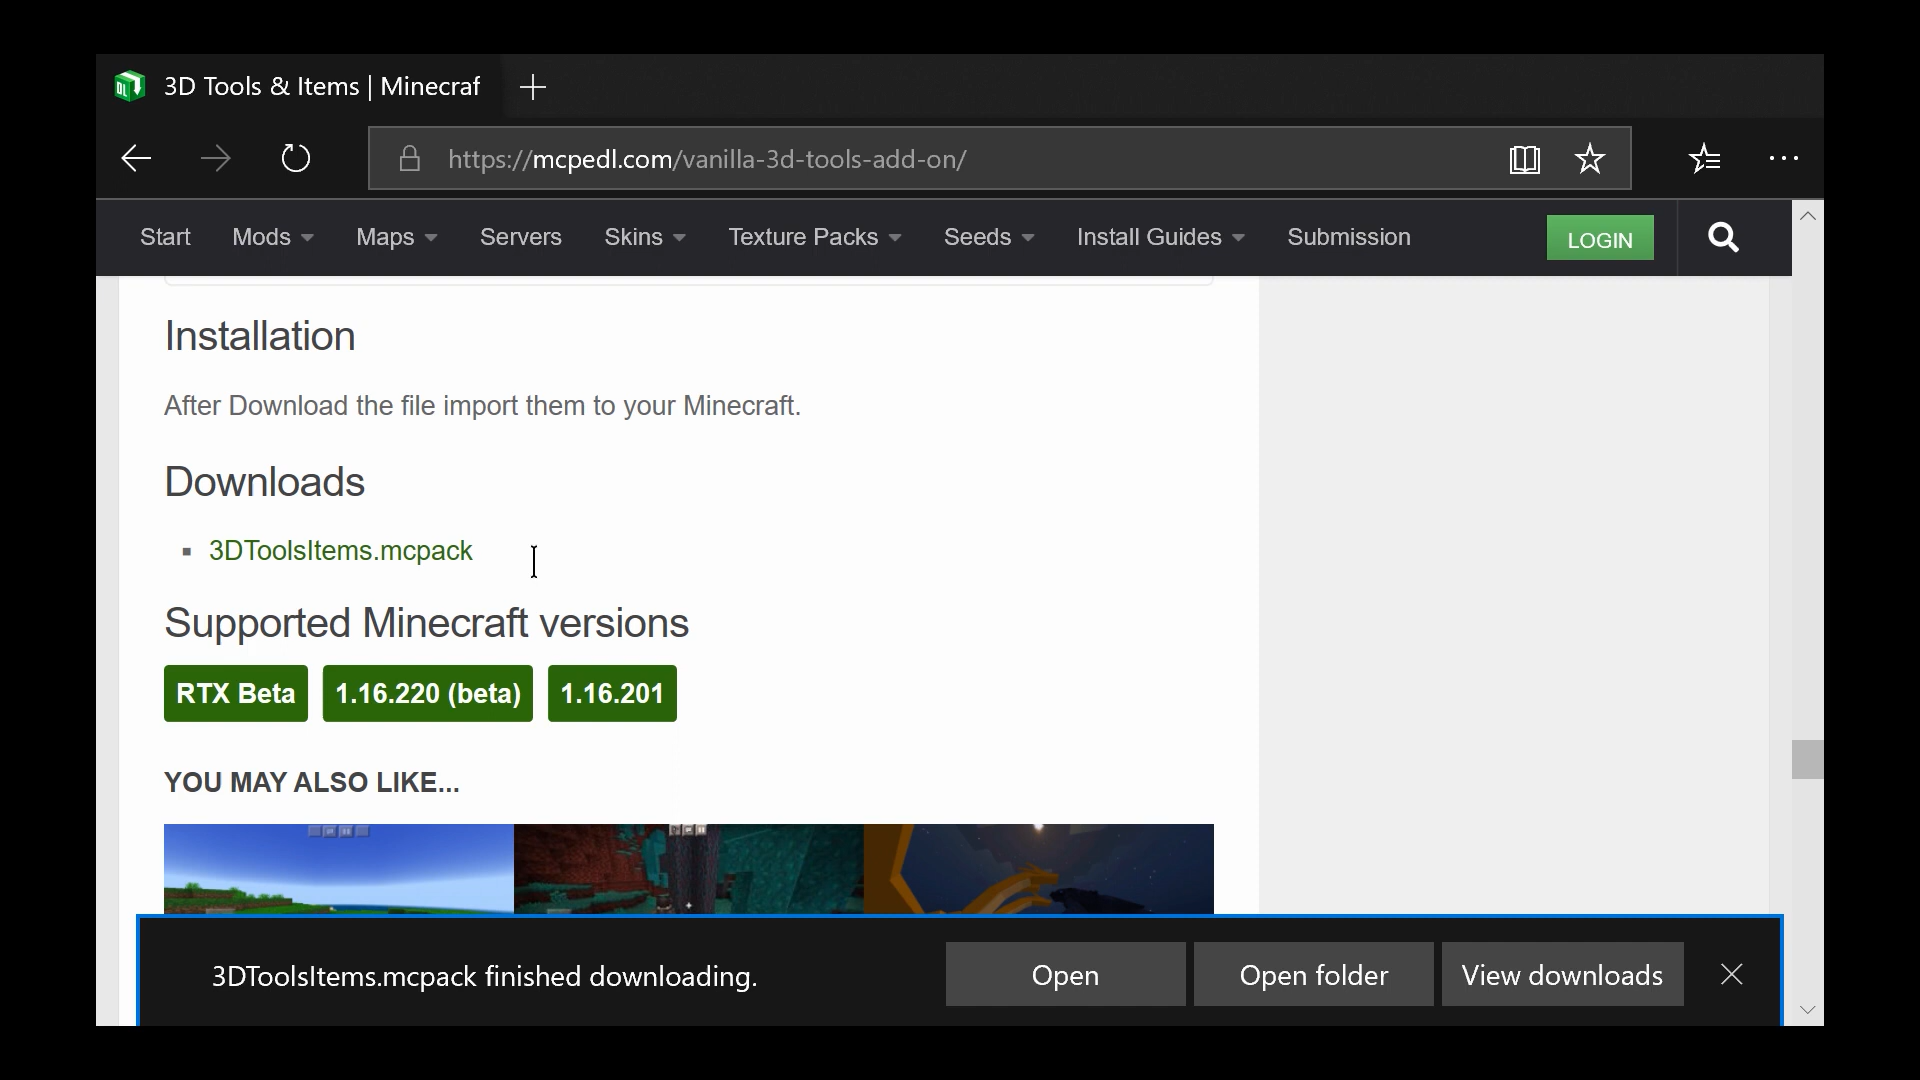 3D Tools & Items | Minecraf
https://mcpedl.com/vanilla-3d-tools-add-on/
Start Mods Maps Servers Skins Texture Packs Seeds Install Guides Submission LOGIN
Installation
After Download the file import them to your Minecraft.
Downloads
3DToolsItems.mcpack
Supported Minecraft versions
RTX Beta 1.16.220 (beta) 1.16.201
YOU MAY ALSO LIKE...
3DToolsItems.mcpack finished downloading. Open Open folder View downloads